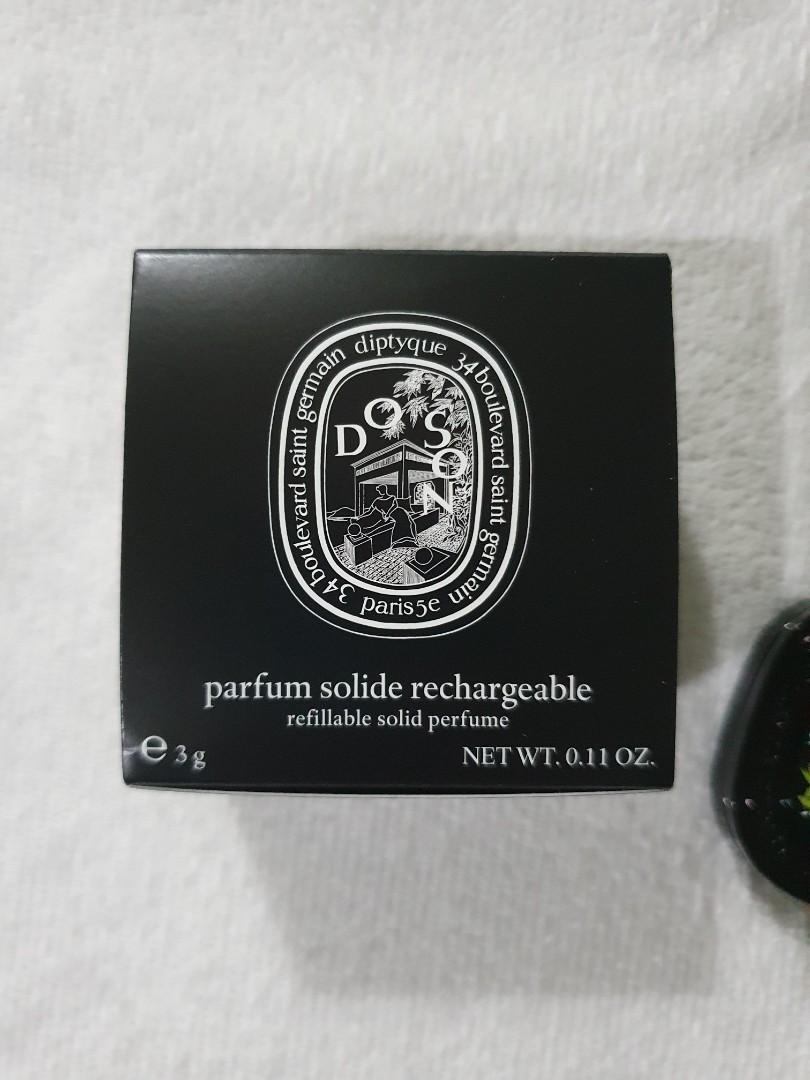 diptyque 34 boulevard saint germain paris 5e 34 boulevard saint germain
DO SON
parfum solide rechargeable
refillable solid perfume
℮ 3 g
NET WT. 0.11 OZ.